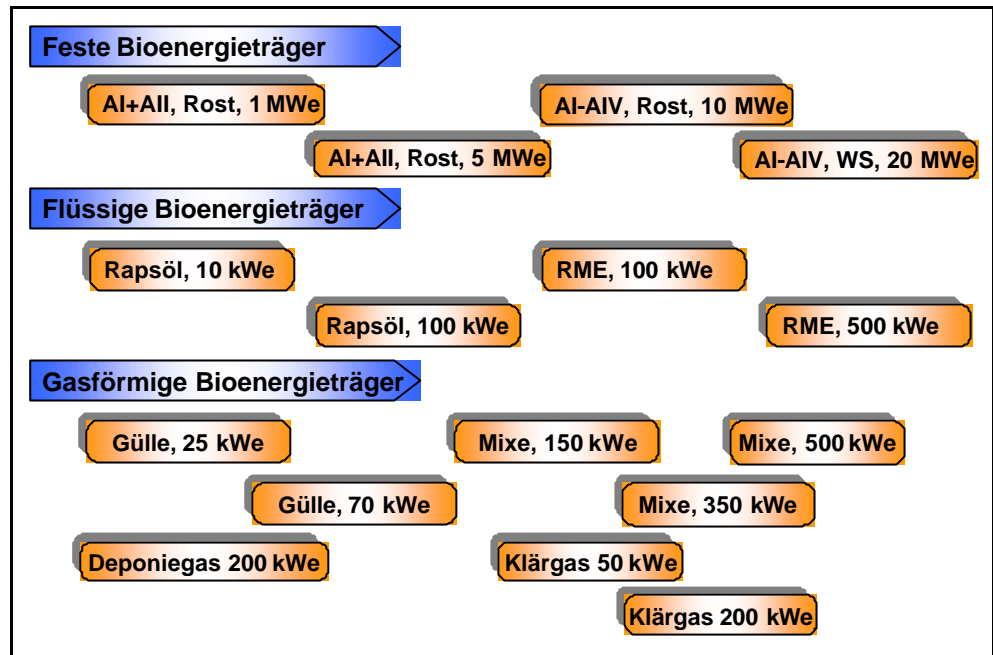 Feste Bioenergieträger
AI+AII, Rost, 1 MWe
AI-AIV, Rost, 10 MWe
AI+AII, Rost, 5 MWe
AI-AIV, WS, 20 MWe
Flüssige Bioenergieträger
Rapsöl, 10 kWe
RME, 100 kWe
Rapsöl, 100 kWe
RME, 500 kWe
Gasförmige Bioenergieträger
Gülle, 25 kWe
Mixe, 150 kWe
Mixe, 500 kWe
Gülle, 70 kWe
Mixe, 350 kWe
Deponiegas 200 kWe
Klärgas 50 kWe
Klärgas 200 kWe